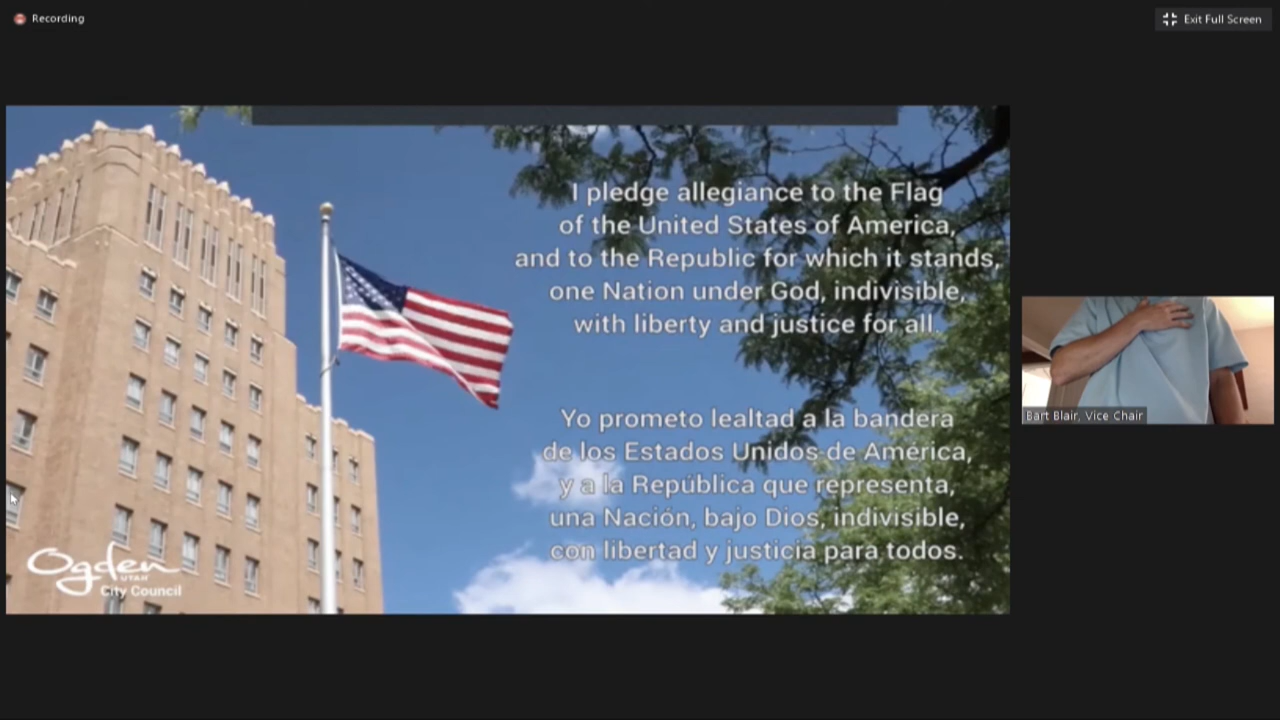 Recording
Exit Full Screen
I pledge allegiance to the Flag
of the United States of America,
and to the Republic for which it stands,
one Nation under God, indivisible,
with liberty and justice for all.
Yo prometo lealtad a la bandera
de los Estados Unidos de América,
y a la República que representa,
una Nación, bajo Dios, indivisible,
con libertad y justicia para todos.
Bart Blair, Vice Chair
Ogden
UTAH
City Council